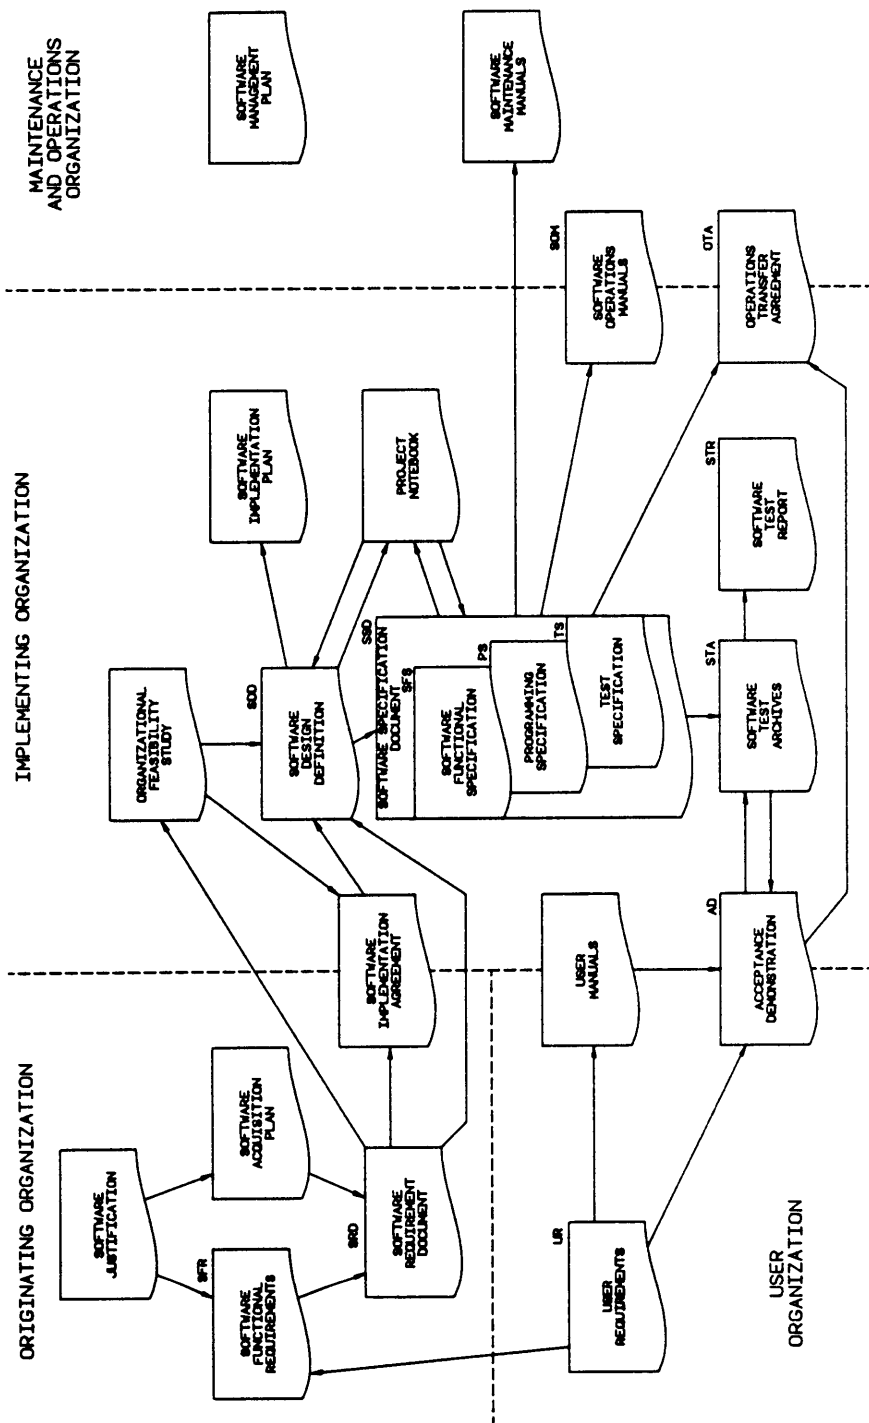 ORIGINATING ORGANIZATION
SOFTWARE
JUSTIFICATION
SFR
SOFTWARE
FUNCTIONAL
REQUIREMENTS
SOFTWARE
ACQUISITION
PLAN
SRD
SOFTWARE
REQUIREMENT
DOCUMENT
USER
ORGANIZATION
UR
USER
REQUIREMENTS
IMPLEMENTING ORGANIZATION
ORGANIZATIONAL
FEASIBILITY
STUDY
SOFTWARE
IMPLEMENTATION
AGREEMENT
SDD
SOFTWARE
DESIGN
DEFINITION
SOFTWARE
IMPLEMENTATION
PLAN
PROJECT
NOTEBOOK
SSD
SOFTWARE SPECIFICATION
DOCUMENT
SFS
SOFTWARE
FUNCTIONAL
SPECIFICATION
PS
PROGRAMMING
SPECIFICATION
TS
TEST
SPECIFICATION
USER
MANUALS
AD
ACCEPTANCE
DEMONSTRATION
STA
SOFTWARE
TEST
ARCHIVES
STR
SOFTWARE
TEST
REPORT
MAINTENANCE
AND OPERATIONS
ORGANIZATION
SOFTWARE
MANAGEMENT
PLAN
SOFTWARE
MAINTENANCE
MANUALS
SOM
SOFTWARE
OPERATIONS
MANUALS
OTA
OPERATIONS
TRANSFER
AGREEMENT